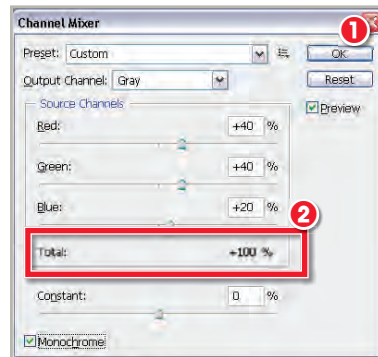 Channel Mixer
1
Preset: Custom
OK
Output Channel: Gray
Reset
Source Channels
Preview
Red: +40 %
Green: +40 %
Blue: +20 %
2
Total: +100 %
Constant: 0 %
Monochrome